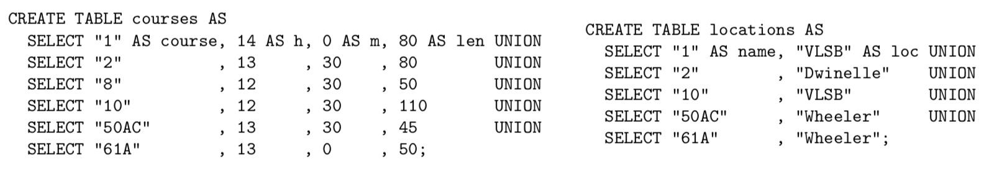 CREATE TABLE courses AS
  SELECT "1" AS course, 14 AS h, 0 AS m, 80 AS len UNION
  SELECT "2"          , 13     , 30    , 80        UNION
  SELECT "8"          , 12     , 30    , 50        UNION
  SELECT "10"         , 12     , 30    , 110       UNION
  SELECT "50AC"       , 13     , 30    , 45        UNION
  SELECT "61A"        , 13     , 0     , 50;
CREATE TABLE locations AS
  SELECT "1" AS name, "VLSB" AS loc UNION
  SELECT "2"        , "Dwinelle"    UNION
  SELECT "10"       , "VLSB"        UNION
  SELECT "50AC"     , "Wheeler"     UNION
  SELECT "61A"      , "Wheeler";